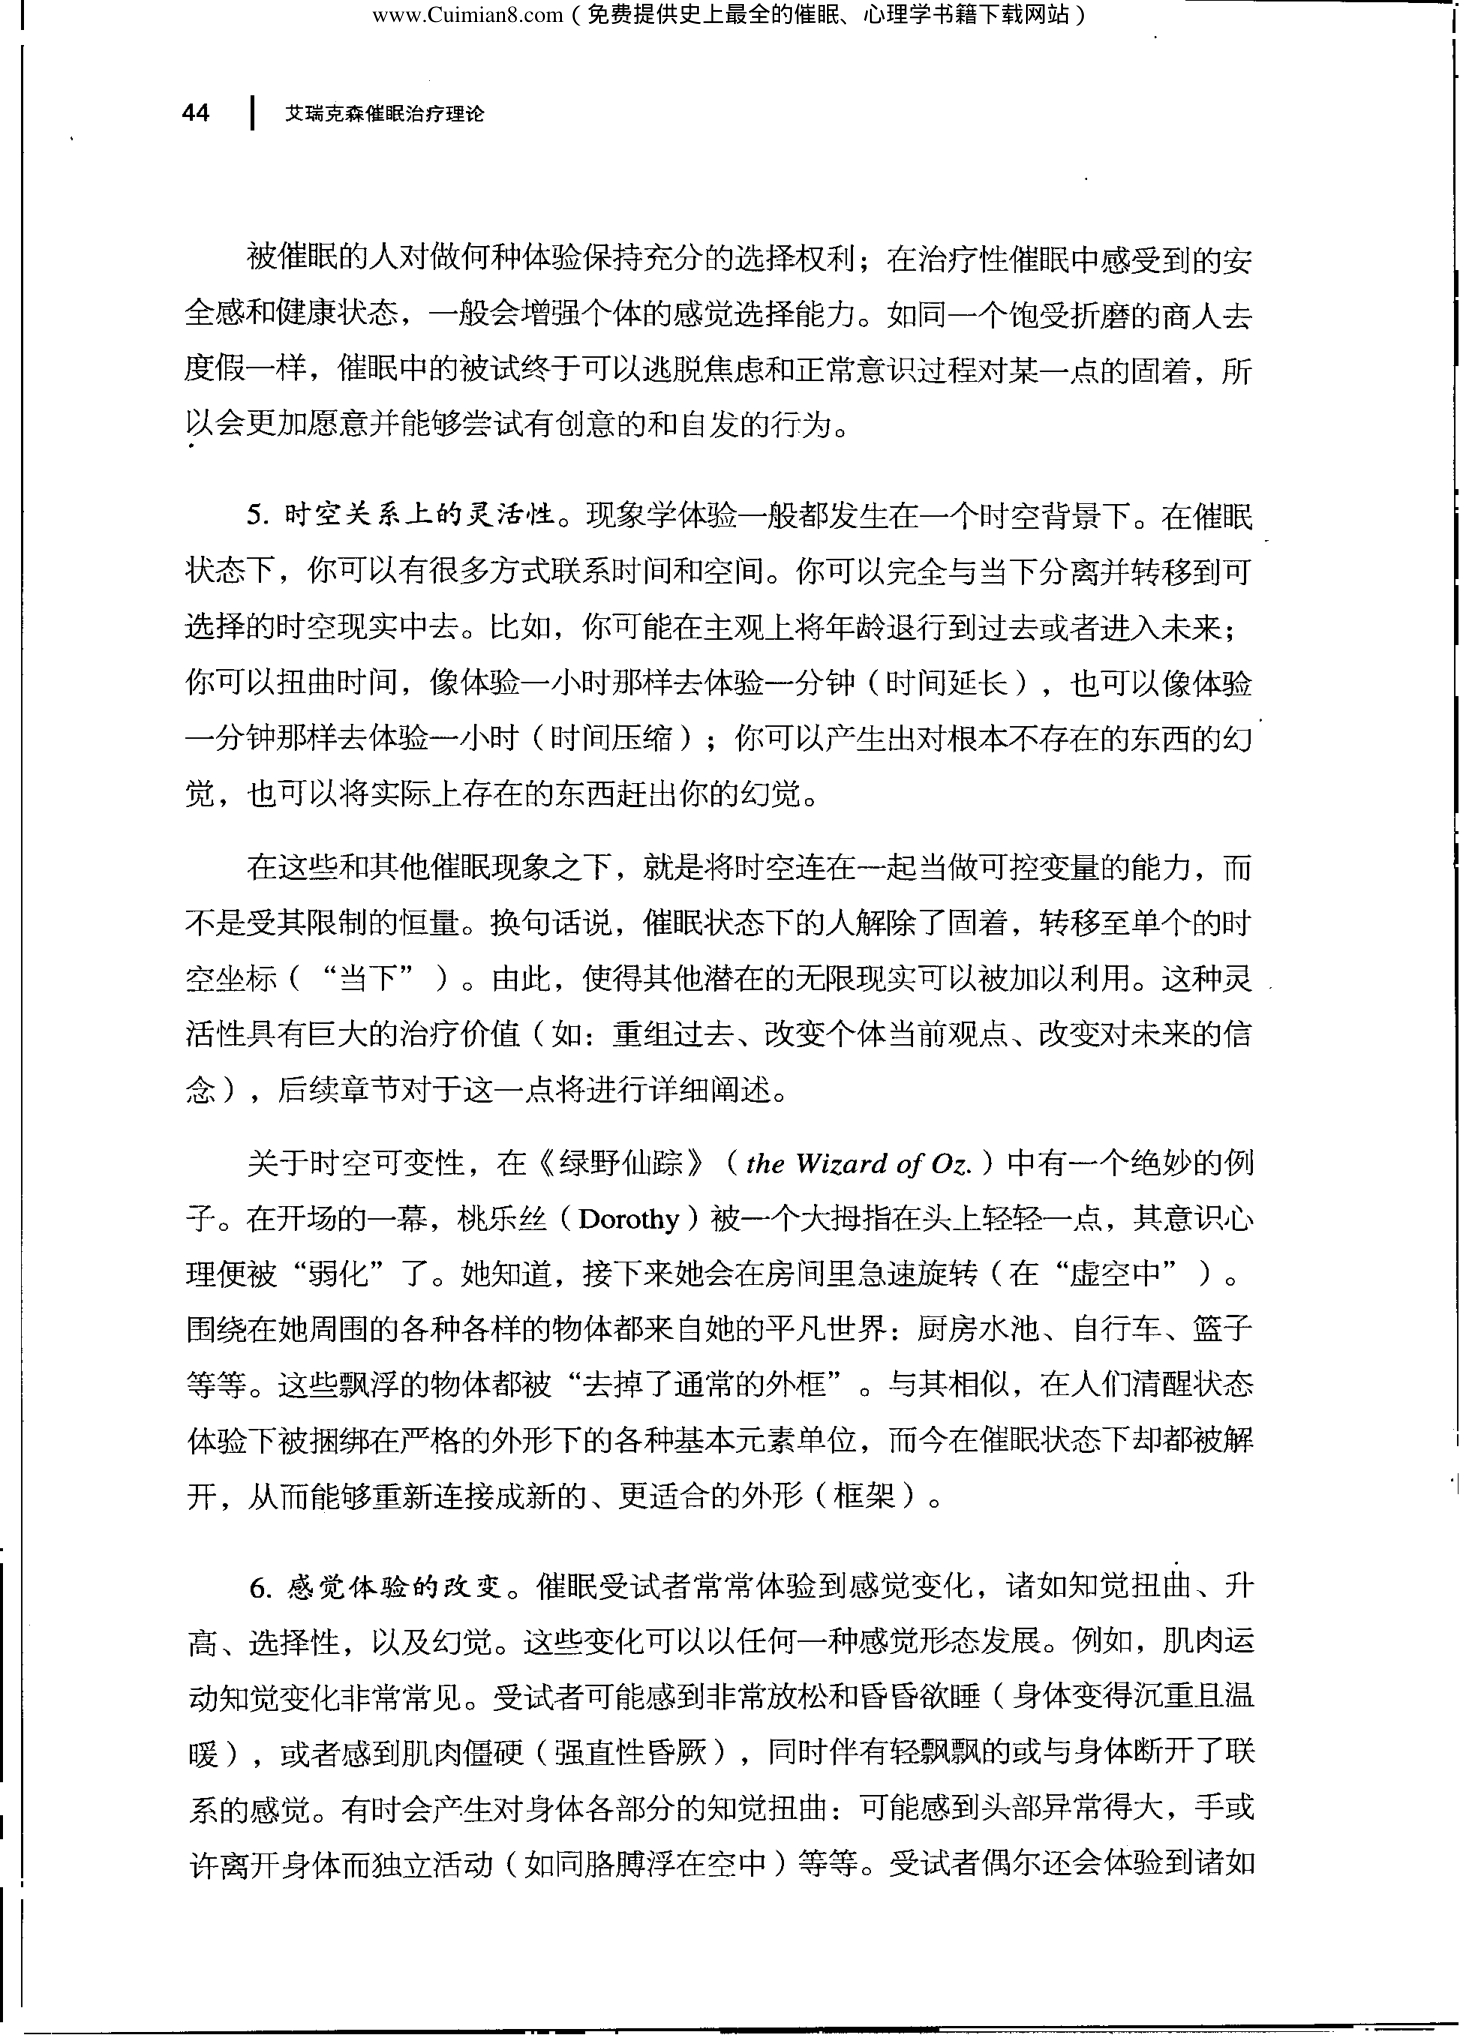 www.Cuimian8.com（免费提供史上最全的催眠、心理学书籍下载网站）
44 艾瑞克森催眠治疗理论
被催眠的人对做何种体验保持充分的选择权利；在治疗性催眠中感受到的安
全感和健康状态，一般会增强个体的感觉选择能力。如同一个饱受折磨的商人去
度假一样，催眠中的被试终于可以逃脱焦虑和正常意识过程对某一点的固着，所
以会更加愿意并能够尝试有创意的和自发的行为。
5. 时空关系上的灵活性。现象学体验一般都发生在一个时空背景下。在催眠
状态下，你可以有很多方式联系时间和空间。你可以完全与当下分离并转移到可
选择的时空现实中去。比如，你可能在主观上将年龄退行到过去或者进入未来；
你可以扭曲时间，像体验一小时那样去体验一分钟（时间延长），也可以像体验
一分钟那样去体验一小时（时间压缩）；你可以产生出对根本不存在的东西的幻
觉，也可以将实际上存在的东西赶出你的幻觉。
在这些和其他催眠现象之下，就是将时空连在一起当做可控变量的能力，而
不是受其限制的恒量。换句话说，催眠状态下的人解除了固着，转移至单个的时
空坐标（“当下”）。由此，使得其他潜在的无限现实可以被加以利用。这种灵
活性具有巨大的治疗价值（如：重组过去、改变个体当前观点、改变对未来的信
念），后续章节对于这一点将进行详细阐述。
关于时空可变性，在《绿野仙踪》（the Wizard of Oz.）中有一个绝妙的例
子。在开场的一幕，桃乐丝（Dorothy）被一个大拇指在头上轻轻一点，其意识心
理便被“弱化”了。她知道，接下来她会在房间里急速旋转（在“虚空中”）。
围绕在她周围的各种各样的物体都来自她的平凡世界：厨房水池、自行车、篮子
等等。这些飘浮的物体都被“去掉了通常的外框”。与其相似，在人们清醒状态
体验下被捆绑在严格的外形下的各种基本元素单位，而今在催眠状态下却都被解
开，从而能够重新连接成新的、更适合的外形（框架）。
6. 感觉体验的改变。催眠受试者常常体验到感觉变化，诸如知觉扭曲、升
高、选择性，以及幻觉。这些变化可以以任何一种感觉形态发展。例如，肌肉运
动知觉变化非常常见。受试者可能感到非常放松和昏昏欲睡（身体变得沉重且温
暖），或者感到肌肉僵硬（强直性昏厥），同时伴有轻飘飘的或与身体断开了联
系的感觉。有时会产生对身体各部分的知觉扭曲：可能感到头部异常得大，手或
许离开身体而独立活动（如同胳膊浮在空中）等等。受试者偶尔还会体验到诸如